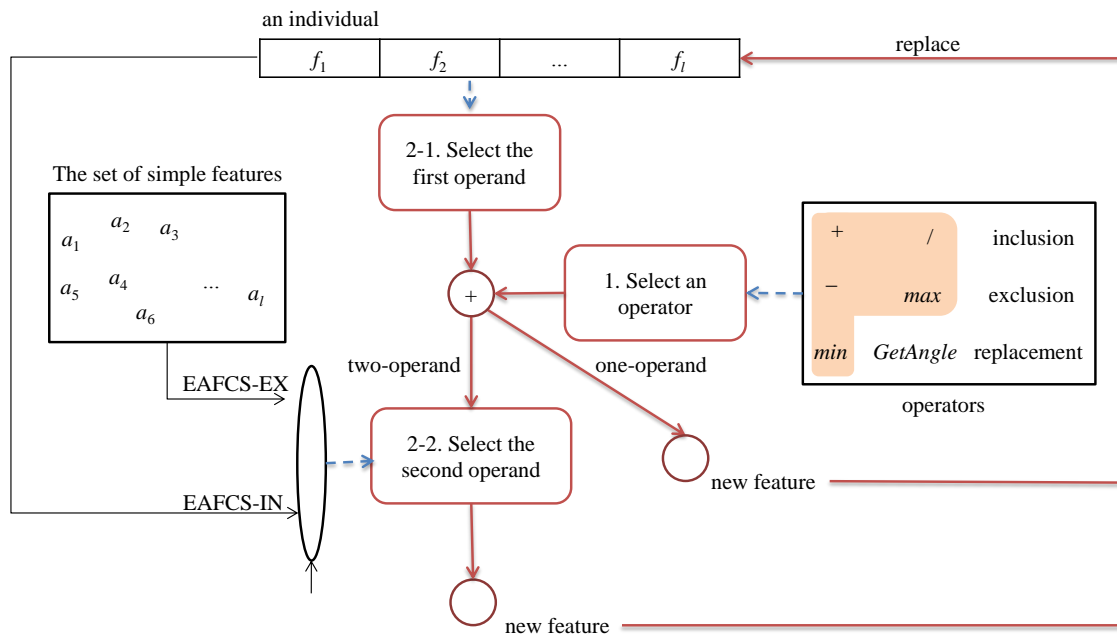 an individual
f₁ f₂ ... fₗ
replace
2-1. Select the
first operand
The set of simple features
a₁ a₂ a₃
a₅ a₄ ... aₗ
a₆
+ / inclusion
− max exclusion
min GetAngle replacement
operators
1. Select an
operator
+
two-operand
one-operand
EAFCS-EX
2-2. Select the
second operand
EAFCS-IN
new feature
new feature